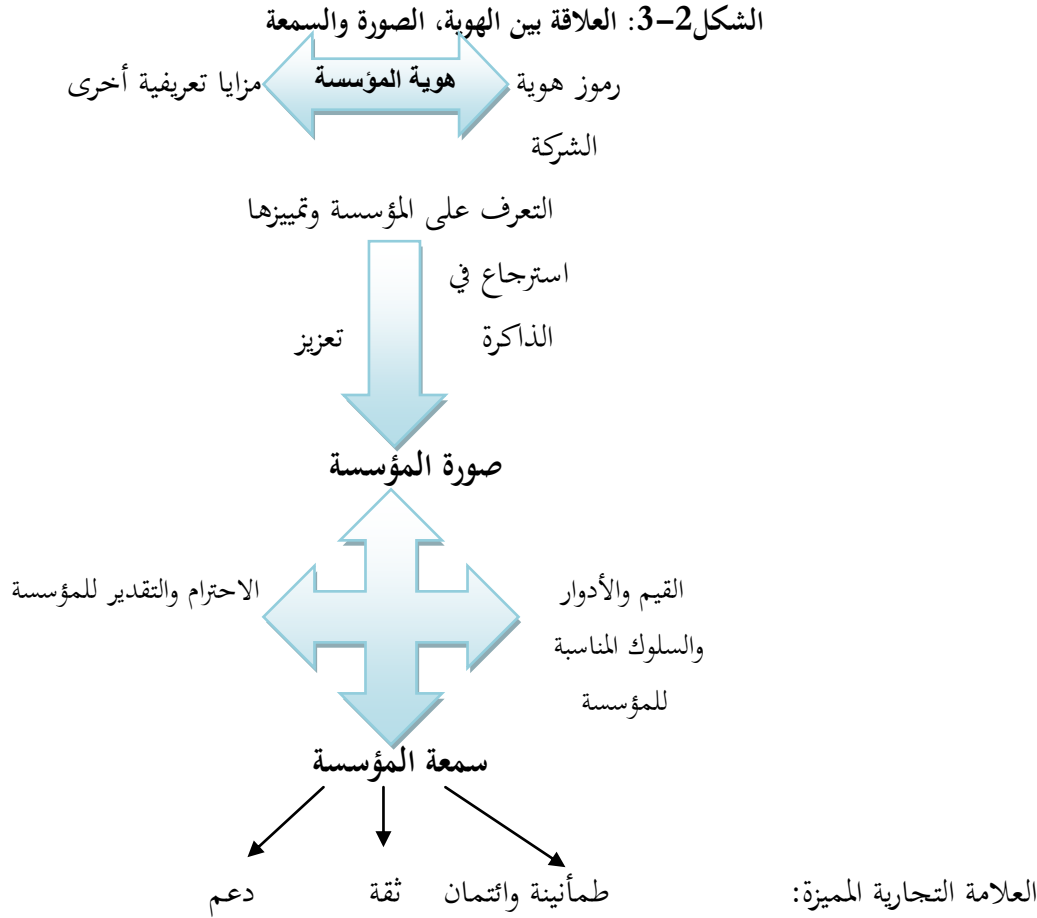 الشكل2-3: العلاقة بين الهوية، الصورة والسمعة
رموز هوية
الشركة
هوية المؤسسة
مزايا تعريفية أخرى
التعرف على المؤسسة وتمييزها
استرجاع في
الذاكرة
تعزيز
صورة المؤسسة
القيم والأدوار
والسلوك المناسبة
للمؤسسة
الاحترام والتقدير للمؤسسة
سمعة المؤسسة
العلامة التجارية المميزة: طمأنينة وائتمان ثقة دعم